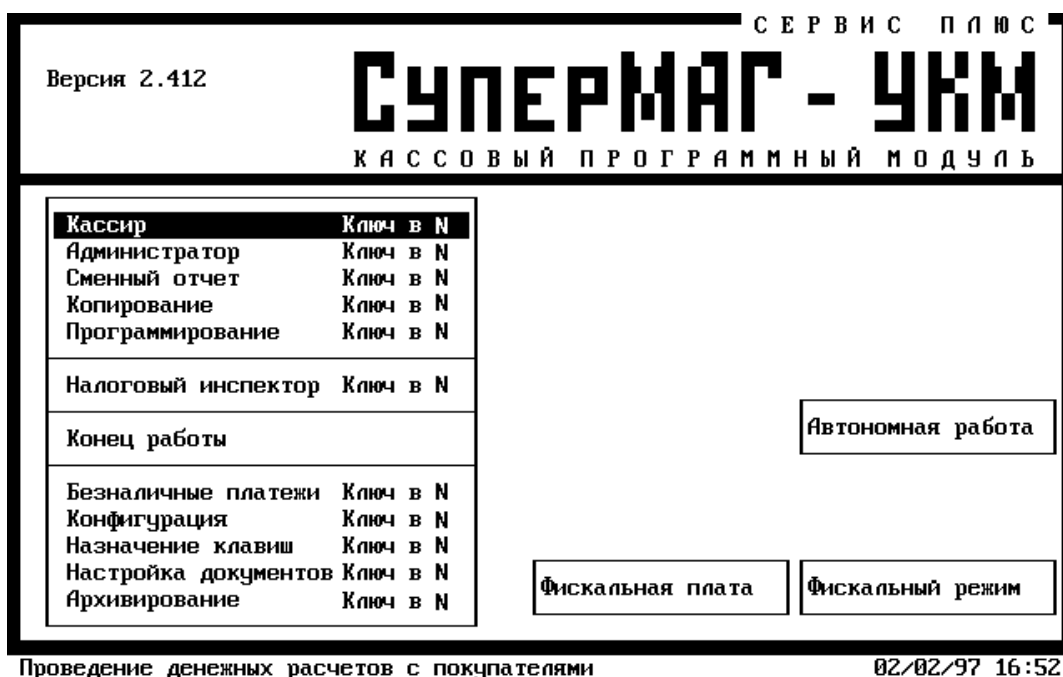 СЕРВИС ПЛЮС
Версия 2.412
СУПЕРМАГ - УКМ
КАССОВЫЙ ПРОГРАММНЫЙ МОДУЛЬ
Кассир Ключ в N
Администратор Ключ в N
Сменный отчет Ключ в N
Копирование Ключ в N
Программирование Ключ в N
Налоговый инспектор Ключ в N
Конец работы
Безналичные платежи Ключ в N
Конфигурация Ключ в N
Назначение клавиш Ключ в N
Настройка документов Ключ в N
Архивирование Ключ в N
Автономная работа
Фискальная плата
Фискальный режим
Проведение денежных расчетов с покупателями
02/02/97 16:52